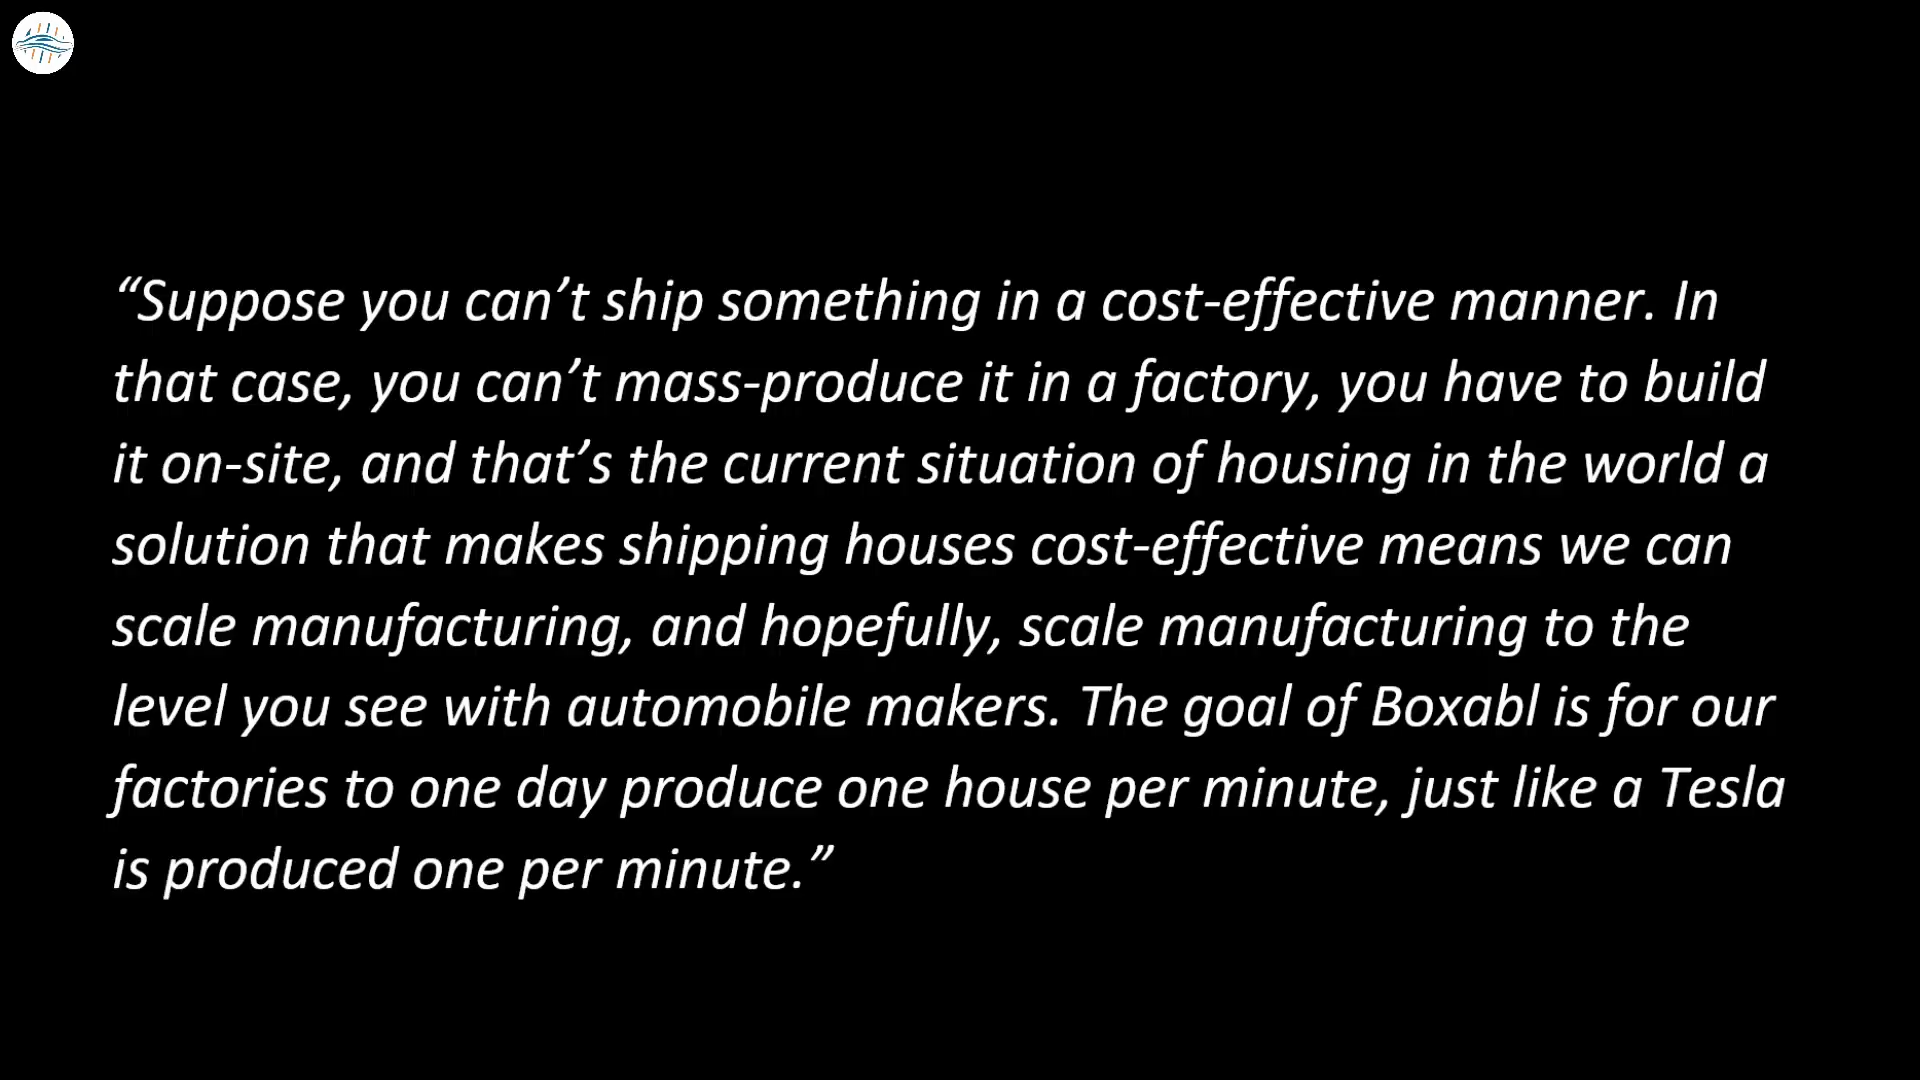 “Suppose you can’t ship something in a cost-effective manner. In
that case, you can’t mass-produce it in a factory, you have to build
it on-site, and that’s the current situation of housing in the world a
solution that makes shipping houses cost-effective means we can
scale manufacturing, and hopefully, scale manufacturing to the
level you see with automobile makers. The goal of Boxabl is for our
factories to one day produce one house per minute, just like a Tesla
is produced one per minute.”